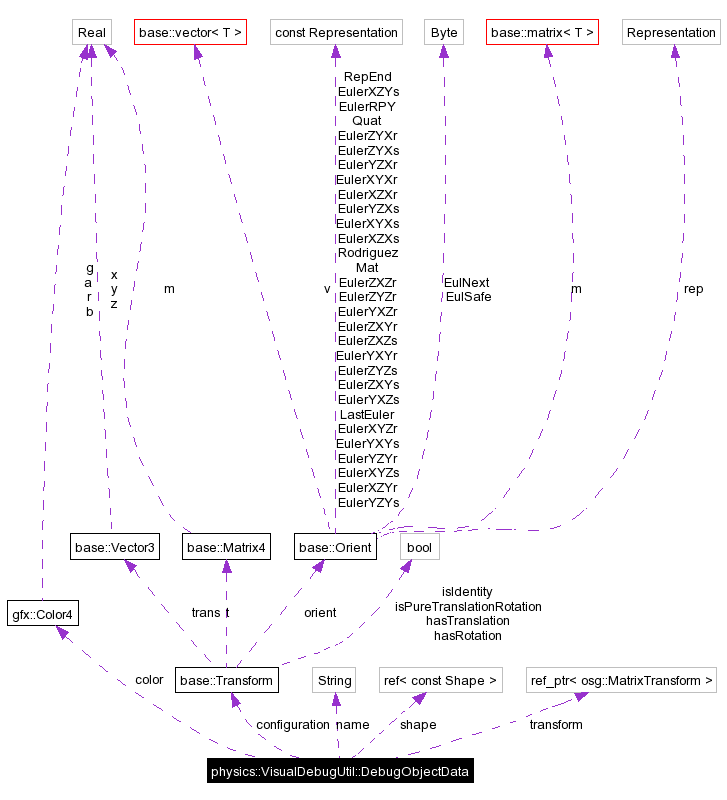 Real
base::vector< T >
const Representation
Byte
base::matrix< T >
Representation
RepEnd
EulerXZYs
EulerRPY
Quat
EulerZYXr
EulerZYXs
EulerYZXr
EulerXYXr
EulerXZXr
EulerYZXs
EulerXYXs
EulerXZXs
Rodriguez
Mat
EulerZXZr
EulerZYZr
EulerYXZr
EulerZXYr
EulerZXZs
EulerYXYr
EulerZYZs
EulerZXYs
EulerYXZs
LastEuler
EulerXYZr
EulerYXYs
EulerYZYr
EulerXYZs
EulerXZYr
EulerYZYs
g
a
r
b
x
y
z
m
v
EulNext
EulSafe
m
rep
base::Vector3
base::Matrix4
base::Orient
bool
gfx::Color4
trans
t
orient
isIdentity
isPureTranslationRotation
hasTranslation
hasRotation
color
base::Transform
String
ref< const Shape >
ref_ptr< osg::MatrixTransform >
configuration
name
shape
transform
physics::VisualDebugUtil::DebugObjectData